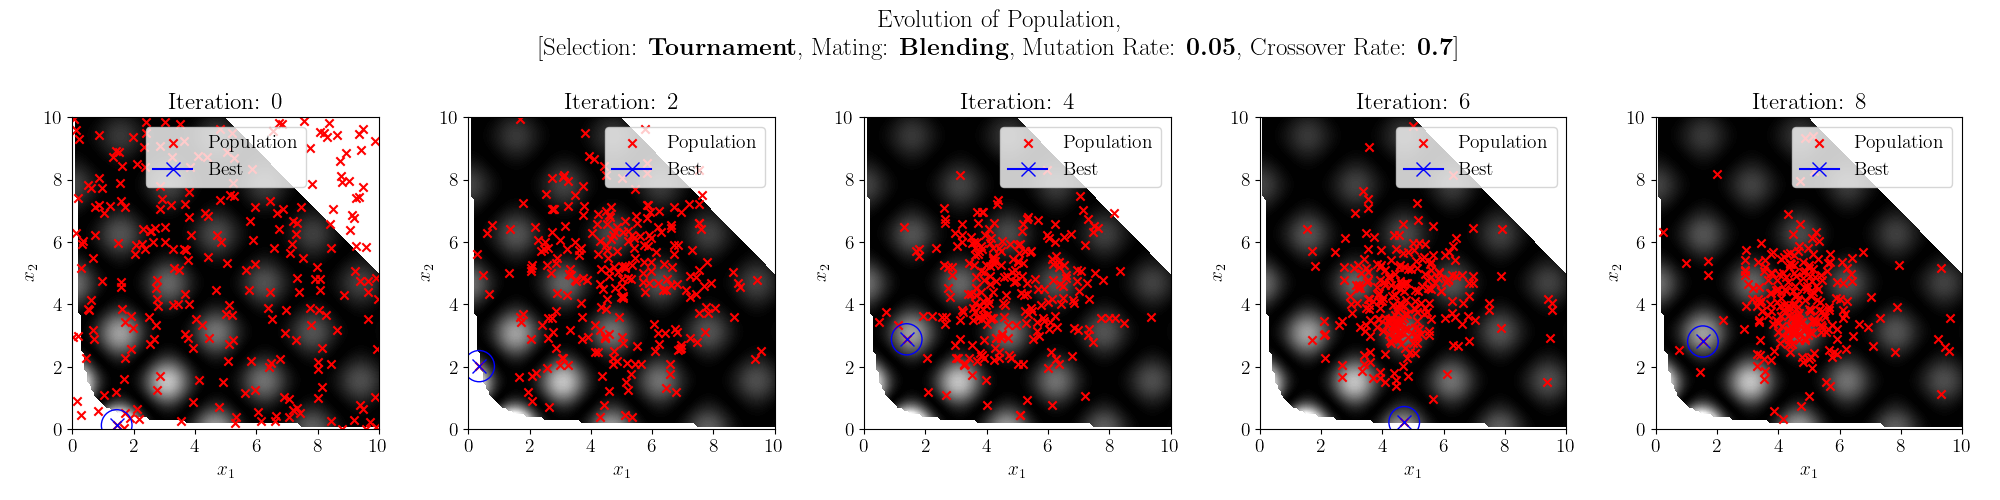 Evolution of Population,
[Selection: Tournament, Mating: Blending, Mutation Rate: 0.05, Crossover Rate: 0.7]
Iteration: 0
10
8
6
4
2
0
x2
Population
Best
0 2 4 6 8 10
x1
Iteration: 2
10
8
6
4
2
0
x2
Population
Best
0 2 4 6 8 10
x1
Iteration: 4
10
8
6
4
2
0
x2
Population
Best
0 2 4 6 8 10
x1
Iteration: 6
10
8
6
4
2
0
x2
Population
Best
0 2 4 6 8 10
x1
Iteration: 8
10
8
6
4
2
0
x2
Population
Best
0 2 4 6 8 10
x1